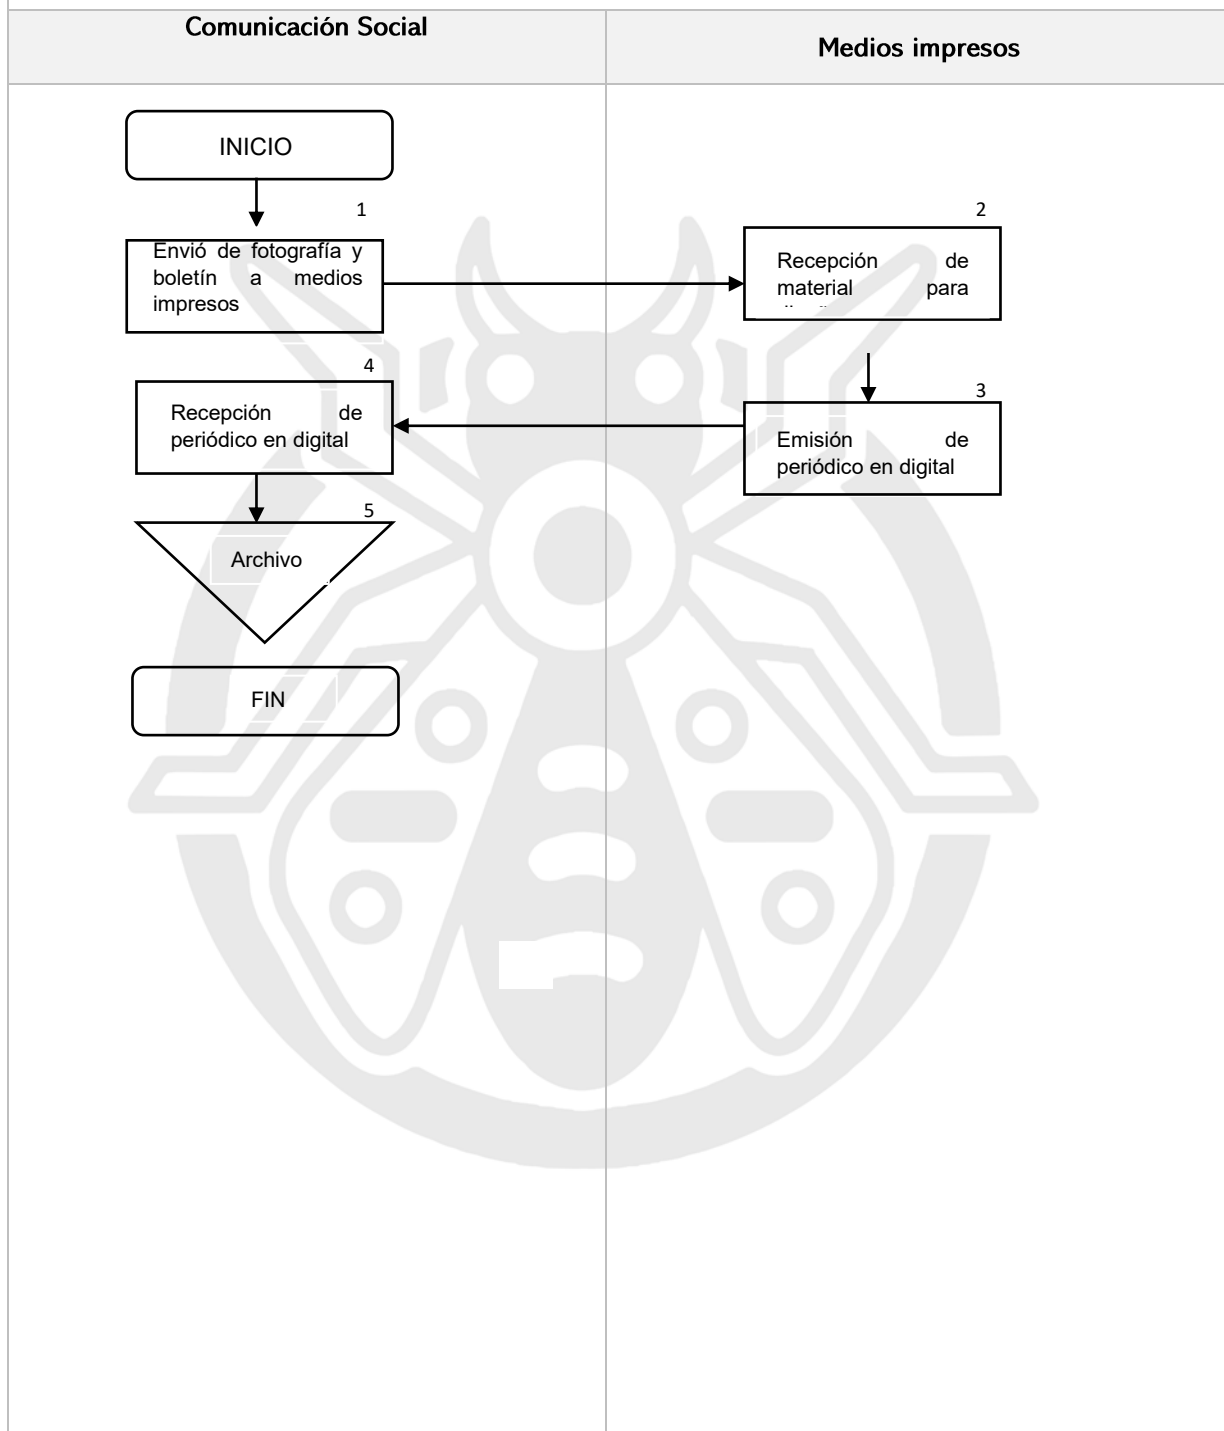 Comunicación Social
Medios impresos
INICIO
1
Envió de fotografía y
boletín a medios
impresos
2
Recepción de
material para
3
Emisión de
periódico en digital
4
Recepción de
periódico en digital
5
Archivo
FIN